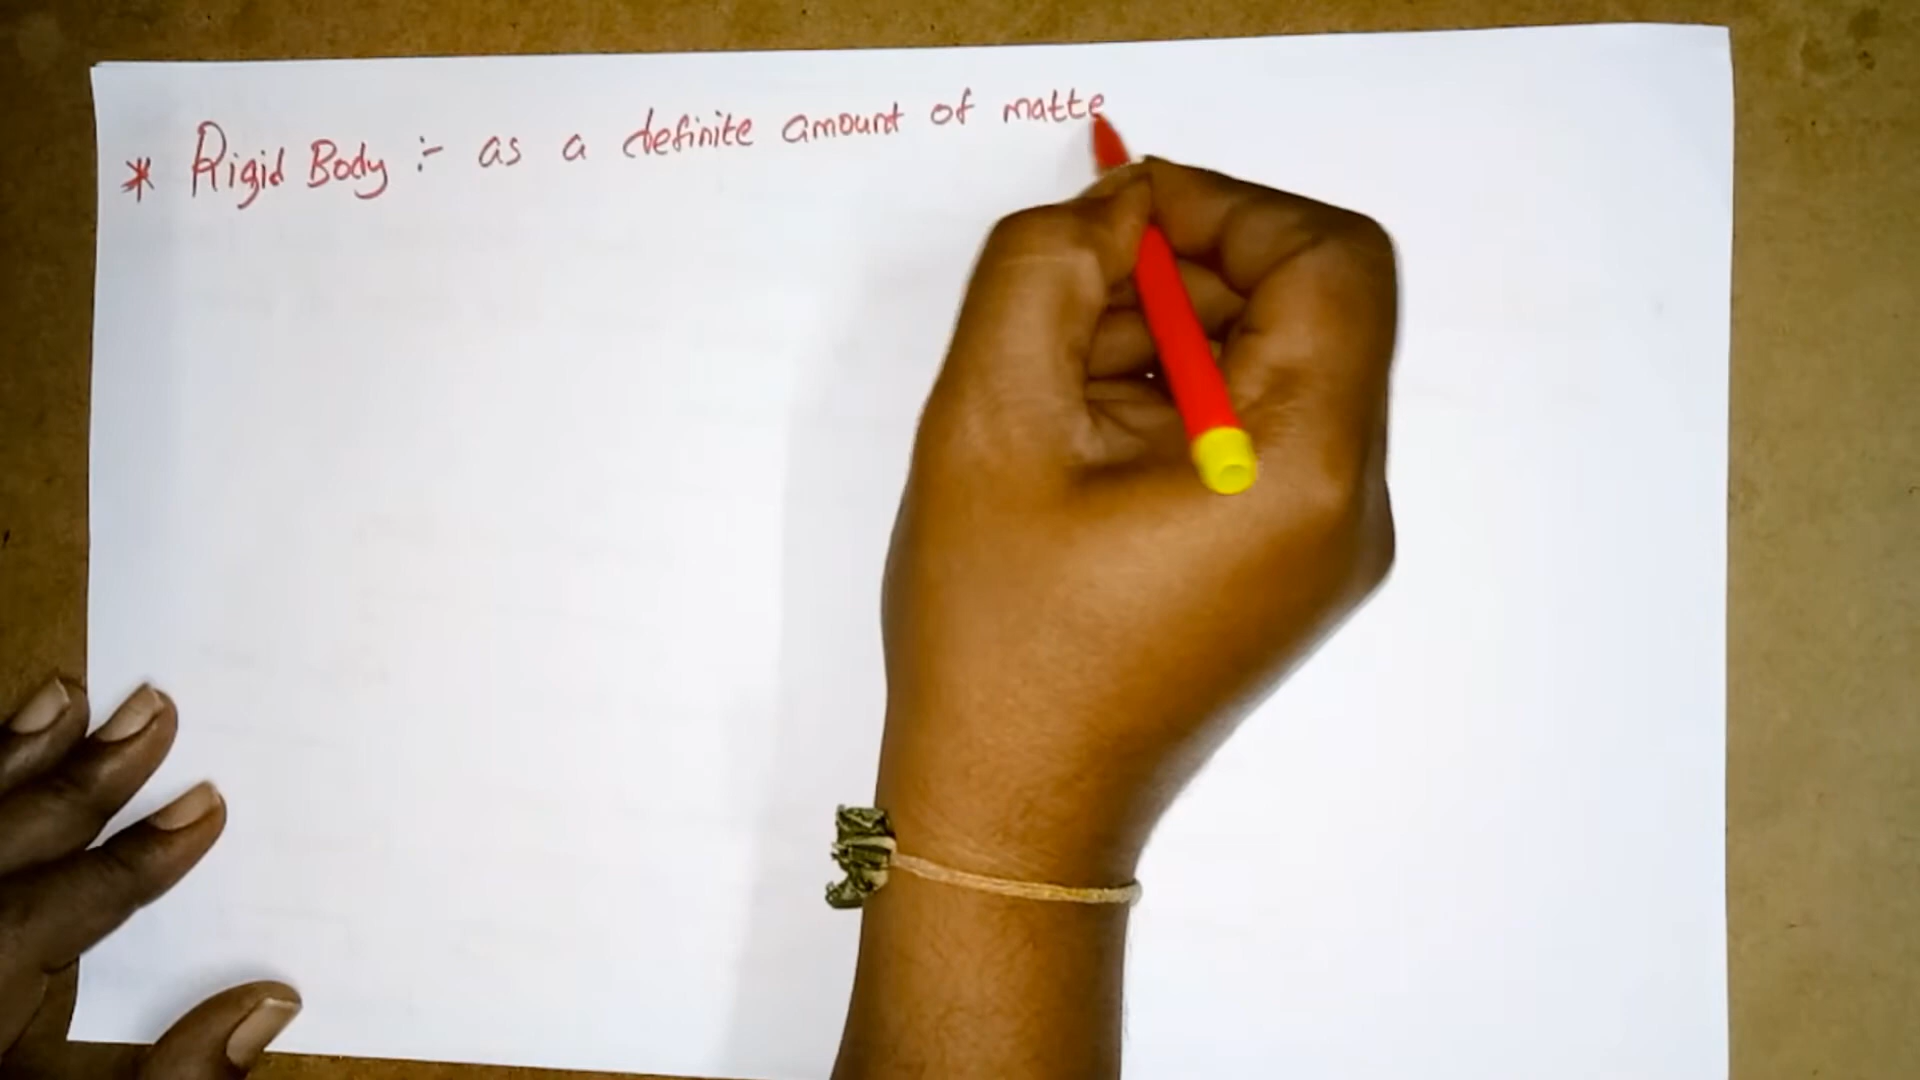 * Rigid Body :- as a definite amount of matte